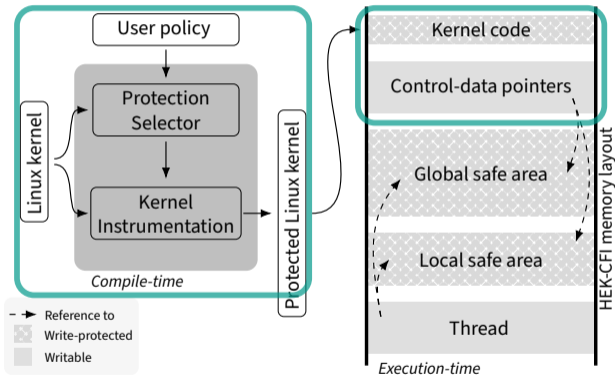 User policy
Protection
Selector
Kernel
Instrumentation
Linux kernel
Protected Linux kernel
Compile-time
Reference to
Write-protected
Writable
Kernel code
Control-data pointers
Global safe area
Local safe area
Thread
HEK-CFI memory layout
Execution-time